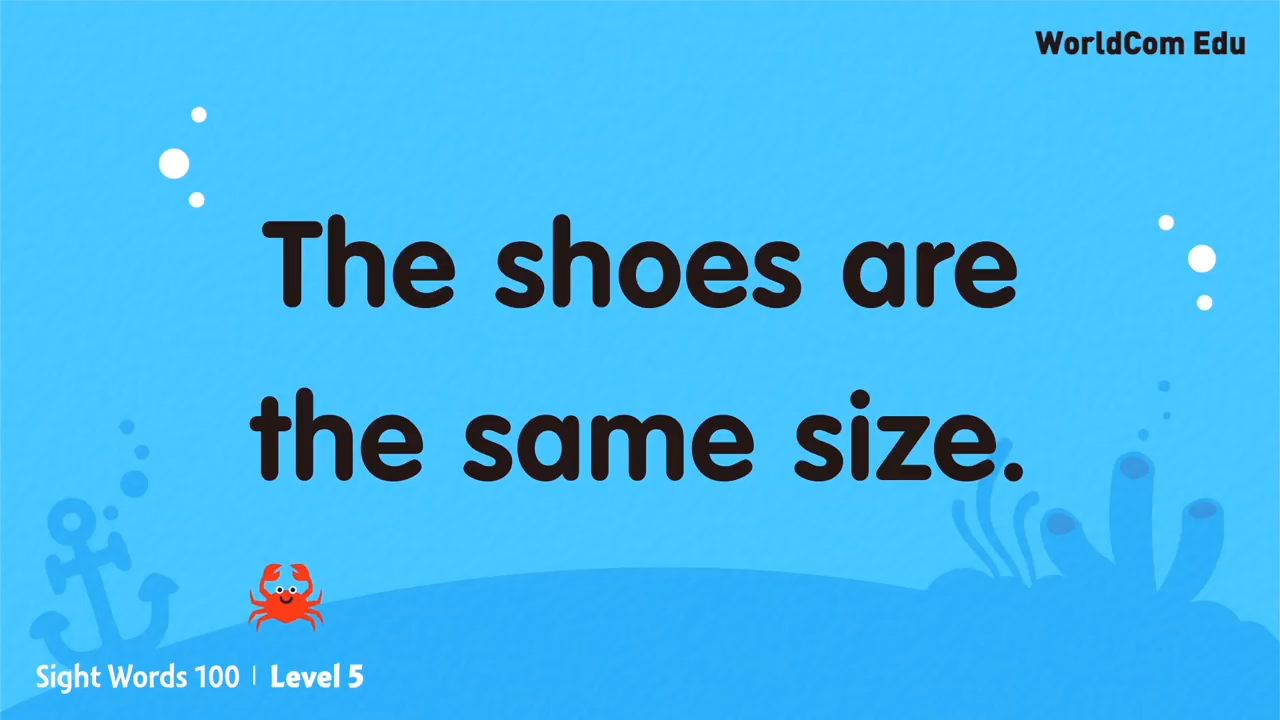 WorldCom Edu
The shoes are
the same size.
Sight Words 100 | Level 5